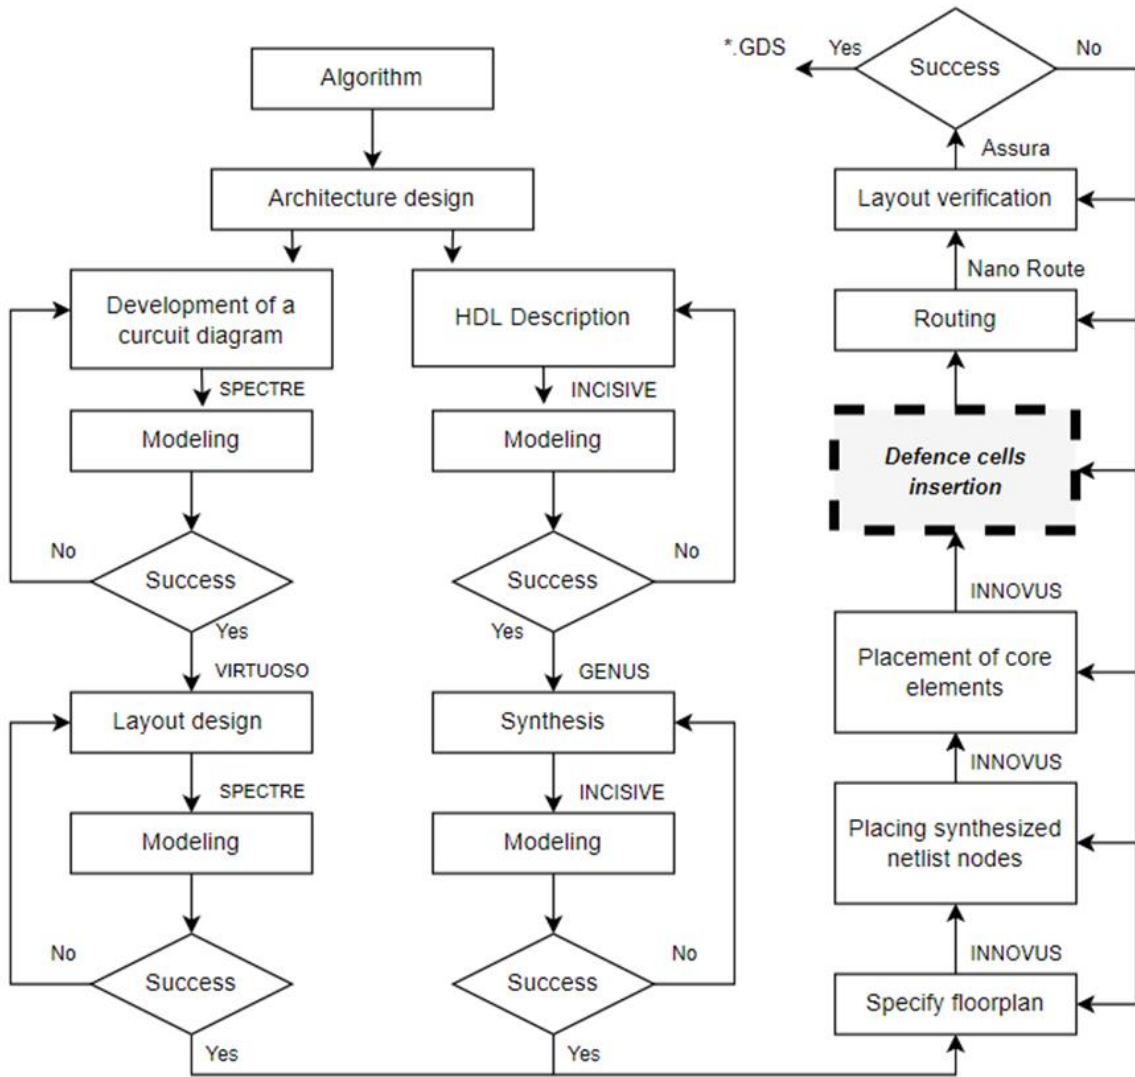 Algorithm
Architecture design
Development of a
curcuit diagram
SPECTRE
Modeling
No
Success
Yes
VIRTUOSO
Layout design
SPECTRE
Modeling
No
Success
Yes
HDL Description
INCISIVE
Modeling
No
Success
Yes
GENUS
Synthesis
INCISIVE
Modeling
No
Success
Yes
*.GDS
Yes
Success
No
Assura
Layout verification
Nano Route
Routing
Defence cells
insertion
INNOVUS
Placement of core
elements
INNOVUS
Placing synthesized
netlist nodes
INNOVUS
Specify floorplan